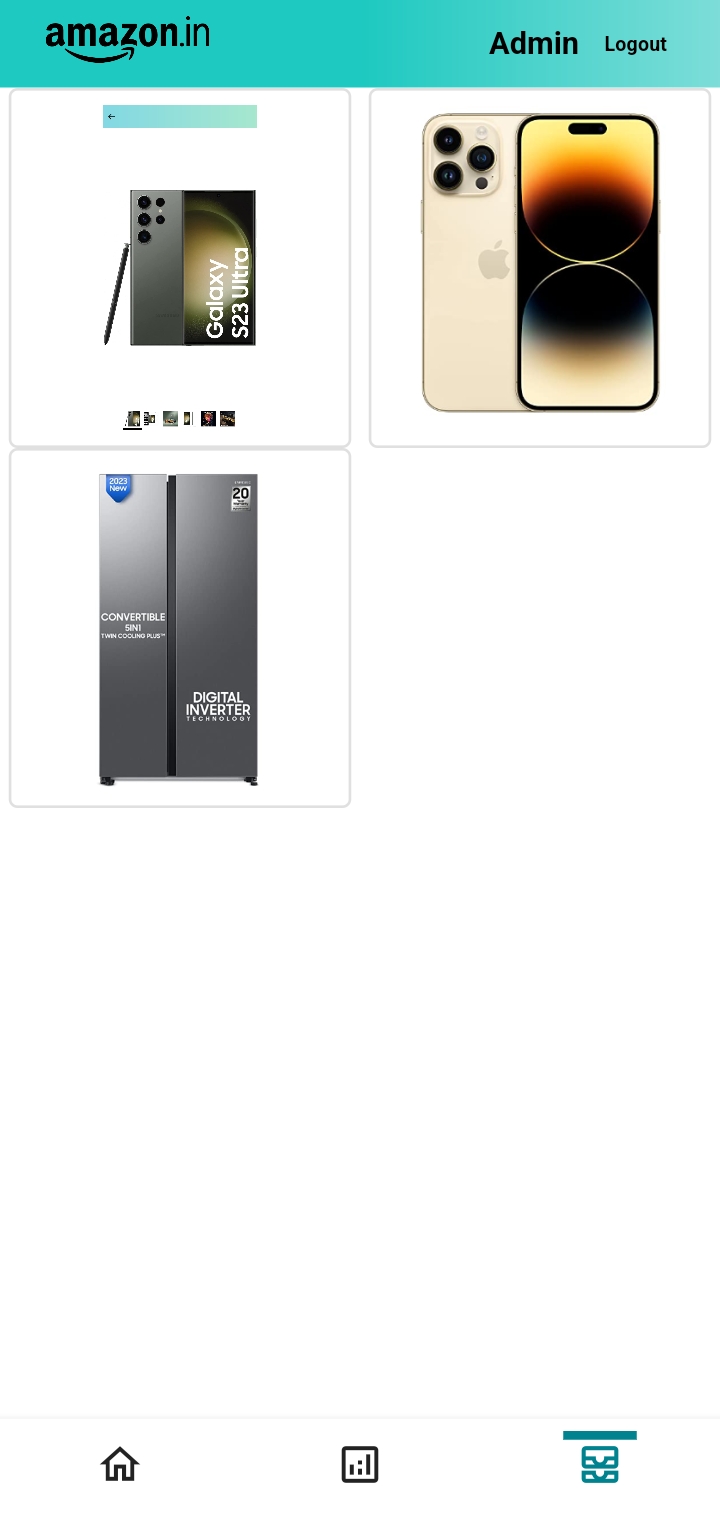 amazon.in
Admin
Logout
Galaxy
S23 Ultra
2023
New
20
CONVERTIBLE
5IN1
TWIN COOLING PLUS™
DIGITAL
INVERTER
TECHNOLOGY